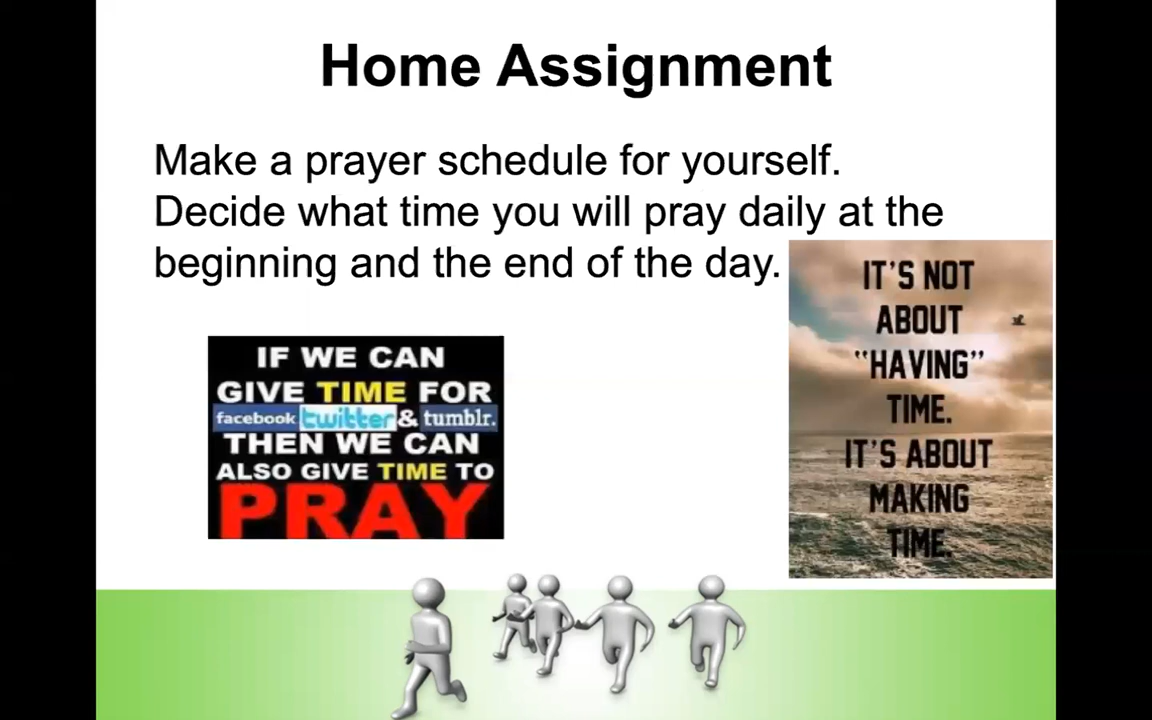 Home Assignment
Make a prayer schedule for yourself.
Decide what time you will pray daily at the
beginning and the end of the day.
IF WE CAN
GIVE TIME FOR
facebook twitter & tumblr.
THEN WE CAN
ALSO GIVE TIME TO
PRAY
IT'S NOT
ABOUT
"HAVING"
TIME.
IT'S ABOUT
MAKING
TIME.